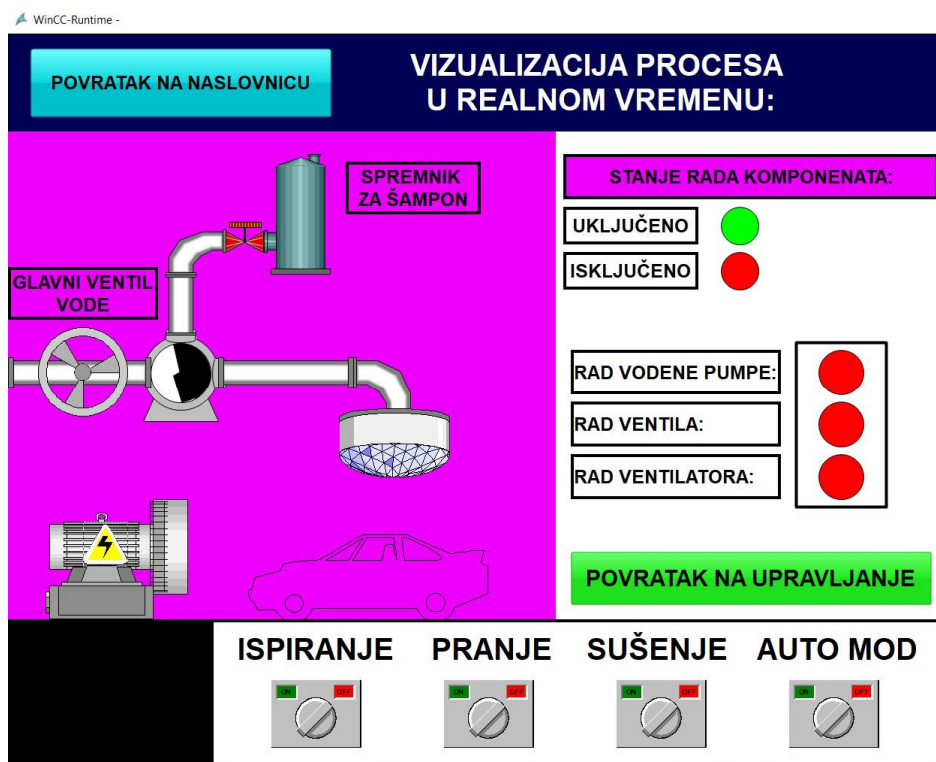 WinCC-Runtime -
POVRATAK NA NASLOVNICU
VIZUALIZACIJA PROCESA
U REALNOM VREMENU:
SPREMNIK
ZA ŠAMPON
GLAVNI VENTIL
VODE
STANJE RADA KOMPONENATA:
UKLJUČENO
ISKLJUČENO
RAD VODENE PUMPE:
RAD VENTILA:
RAD VENTILATORA:
POVRATAK NA UPRAVLJANJE
ISPIRANJE
PRANJE
SUŠENJE
AUTO MOD
ON OFF
ON OFF
ON OFF
ON OFF